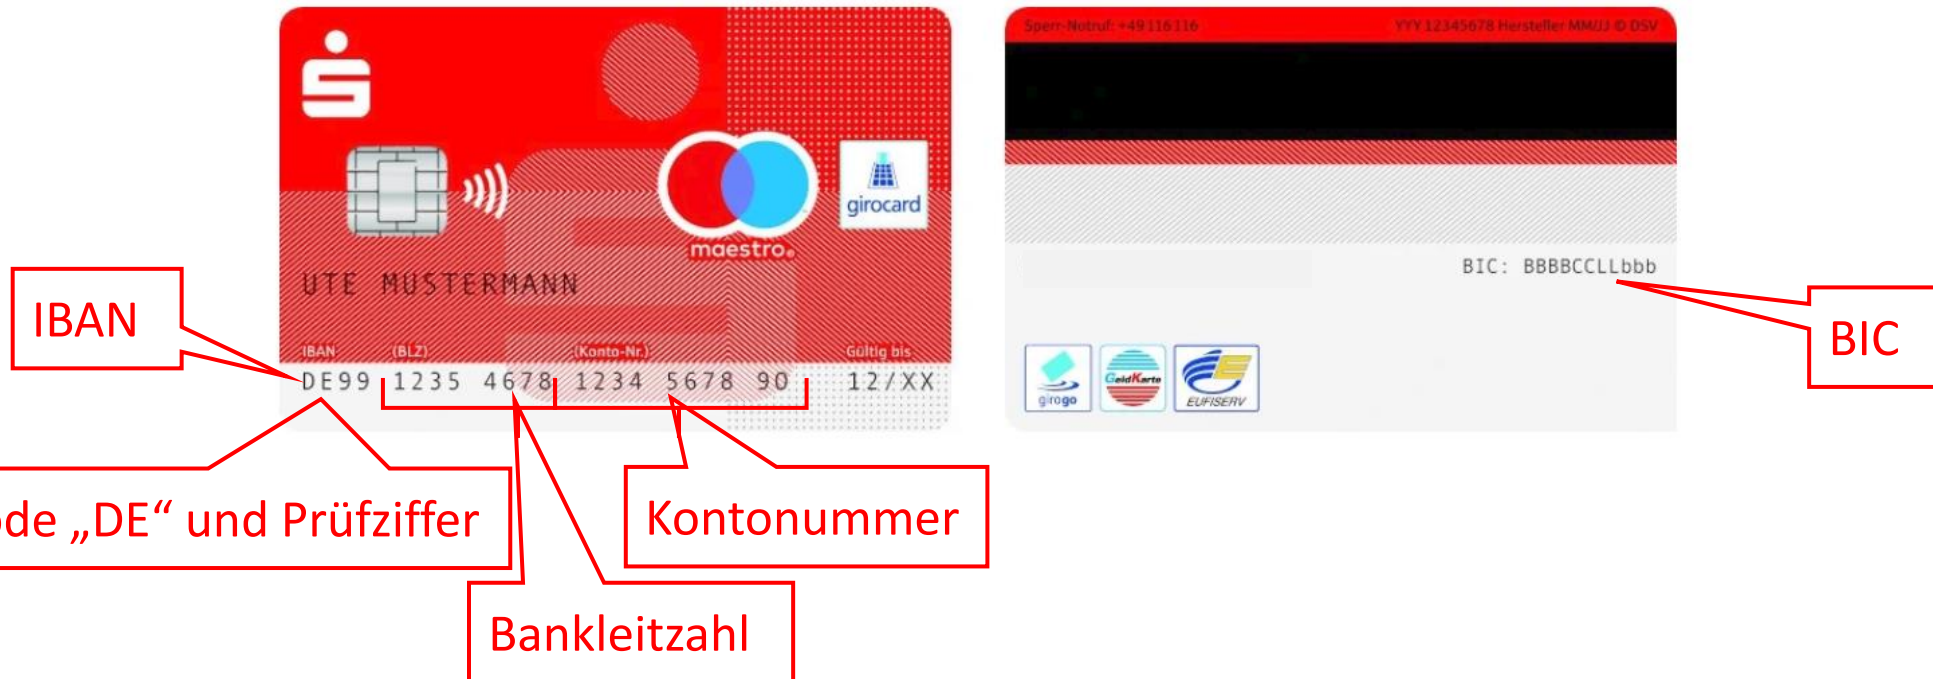 Sperr-Notruf: +49 116 116
YYY 12345678 Hersteller MM/JJ © DSV
girocard
maestro®
UTE MUSTERMANN
BIC: BBBBCCLLbbb
IBAN
BIC
IBAN (BLZ) (Konto-Nr.) Gültig bis
DE99 1235 4678 1234 5678 90 12/XX
girogo
GeldKarte
EUFISERV
ode „DE“ und Prüfziffer
Kontonummer
Bankleitzahl